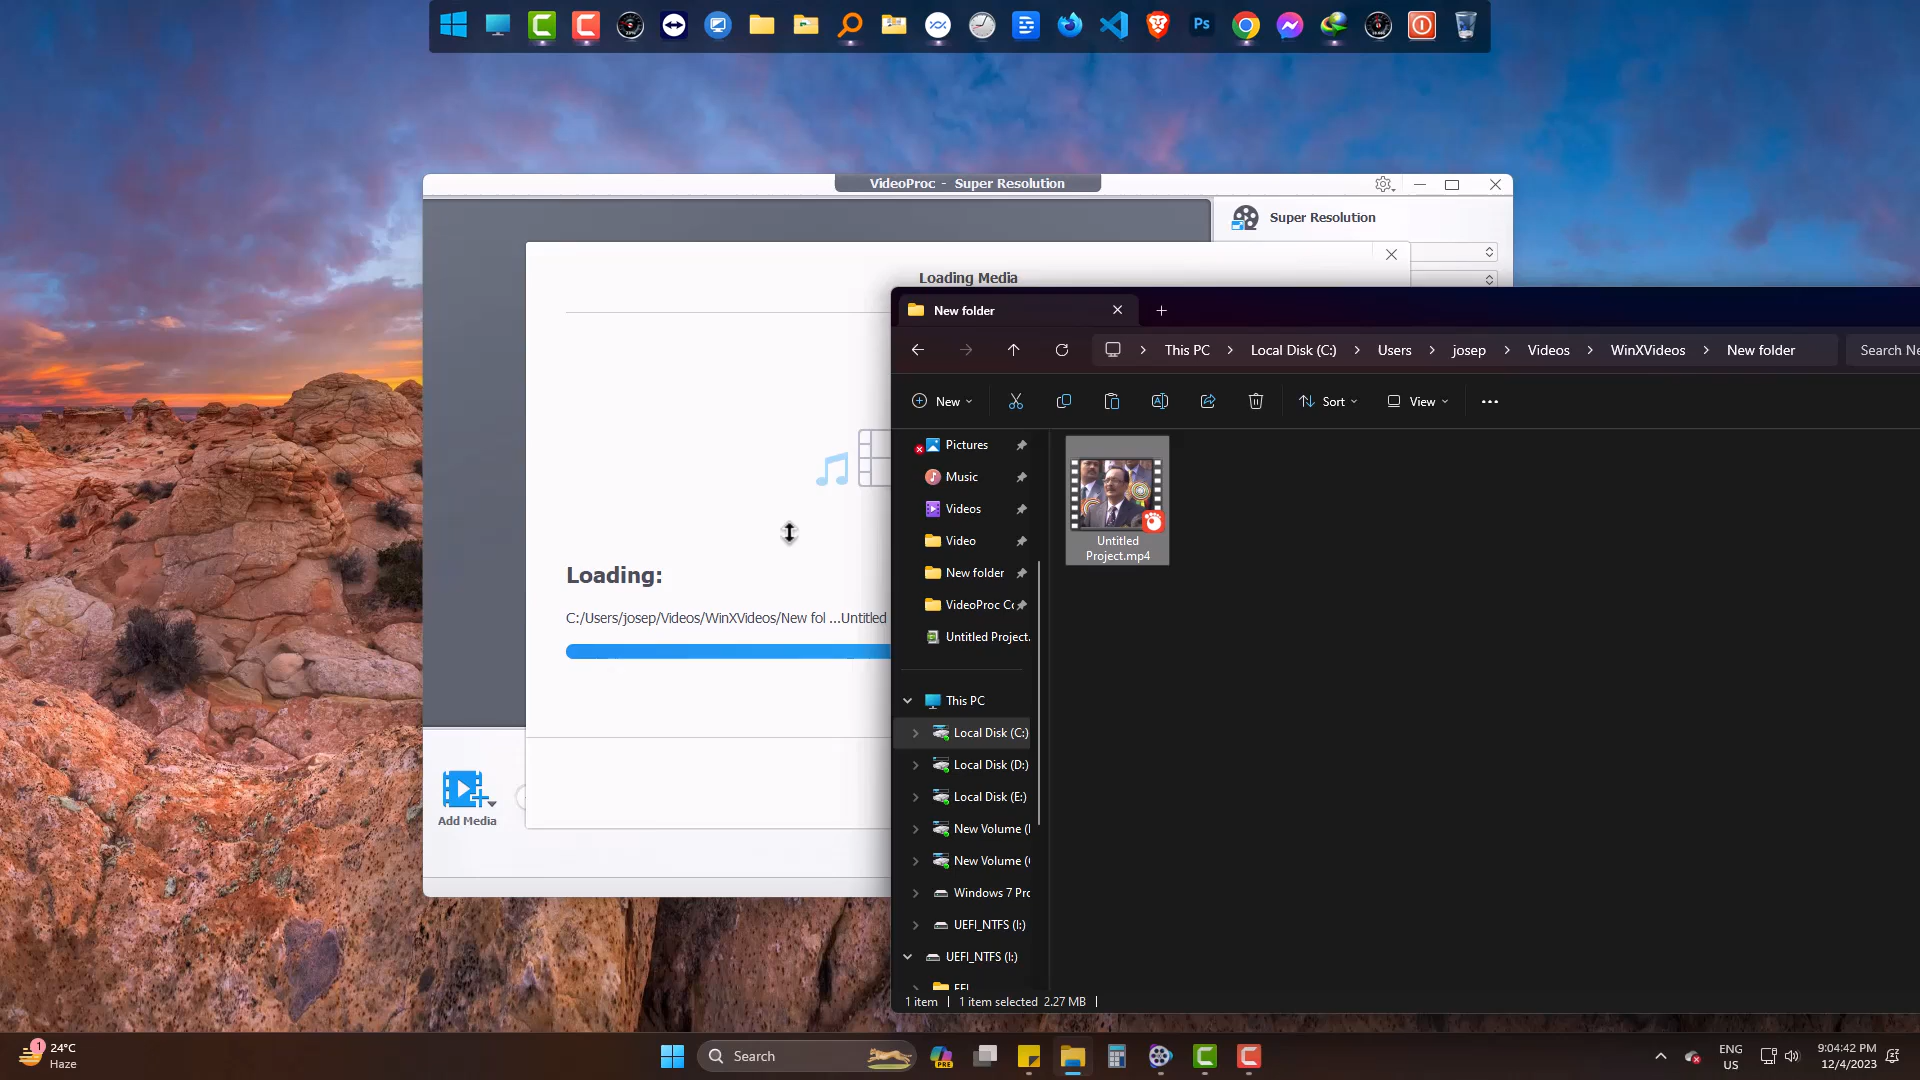 Ps
VideoProc - Super Resolution
Super Resolution
Loading Media
New folder
This PC
Local Disk (C:)
Users
josep
Videos
WinXVideos
New folder
Search Ne
New
Sort
View
Pictures
Music
Videos
Video
New folder
VideoProc Co
Untitled Project.
Untitled
Project.mp4
Loading:
C:/Users/josep/Videos/WinXVideos/New fol ...Untitled
This PC
Local Disk (C:)
Local Disk (D:)
Local Disk (E:)
New Volume (
New Volume (
Windows 7 Pro
UEFI_NTFS (I:)
UEFI_NTFS (I:)
EFI
Add Media
1 item
1 item selected 2.27 MB
1
24°C
Haze
Search
PRE
ENG
US
9:04:42 PM
12/4/2023